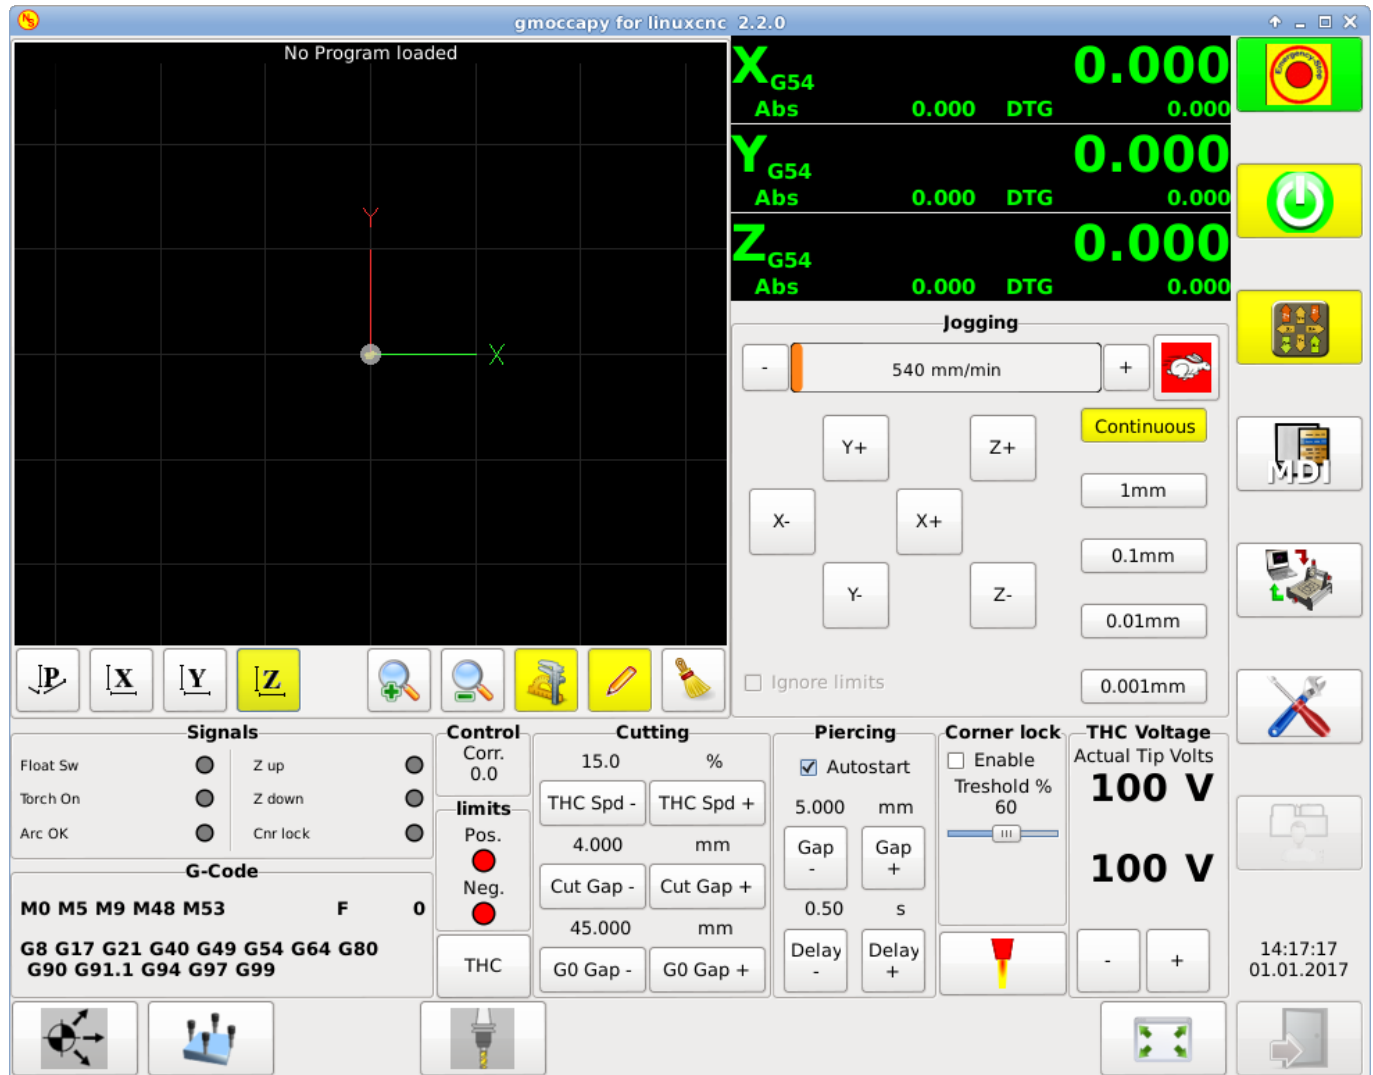 gmoccapy for linuxcnc 2.2.0
No Program loaded
Y
X
X G54 0.000
Abs 0.000 DTG 0.000
Y G54 0.000
Abs 0.000 DTG 0.000
Z G54 0.000
Abs 0.000 DTG 0.000
Emergency-Stop
Jogging
- 540 mm/min +
Continuous
Y+ Z+
1mm
X- X+
0.1mm
Y- Z-
0.01mm
Ignore limits
0.001mm
MDI
P X Y Z
Signals
Float Sw Z up
Torch On Z down
Arc OK Cnr lock
G-Code
M0 M5 M9 M48 M53 F 0
G8 G17 G21 G40 G49 G54 G64 G80
G90 G91.1 G94 G97 G99
Control
Corr.
0.0
limits
Pos.
Neg.
THC
Cutting
15.0 %
THC Spd - THC Spd +
4.000 mm
Cut Gap - Cut Gap +
45.000 mm
G0 Gap - G0 Gap +
Piercing
Autostart
5.000 mm
Gap - Gap +
0.50 s
Delay - Delay +
Corner lock
Enable
Treshold %
60
THC Voltage
Actual Tip Volts
100 V
100 V
- +
14:17:17
01.01.2017